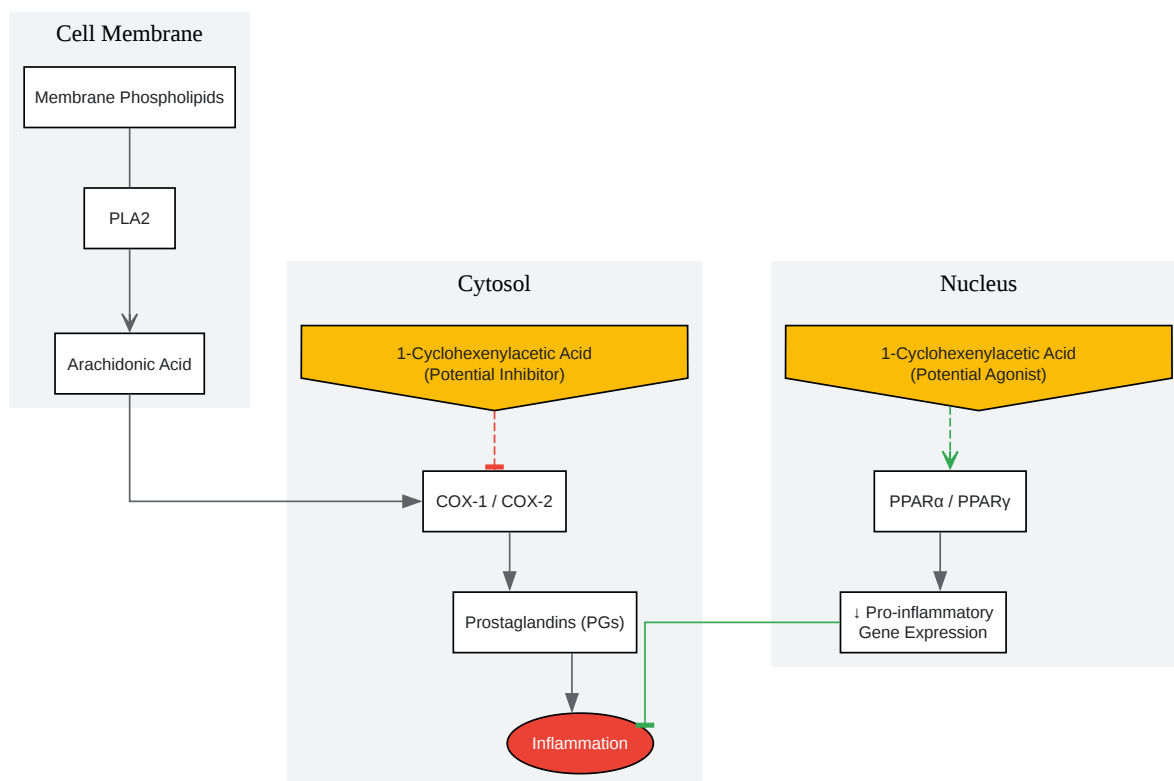 Cell Membrane
Membrane Phospholipids
PLA2
Arachidonic Acid
Cytosol
1-Cyclohexenylacetic Acid
(Potential Inhibitor)
COX-1 / COX-2
Prostaglandins (PGs)
Inflammation
Nucleus
1-Cyclohexenylacetic Acid
(Potential Agonist)
PPARα / PPARγ
↓ Pro-inflammatory
Gene Expression